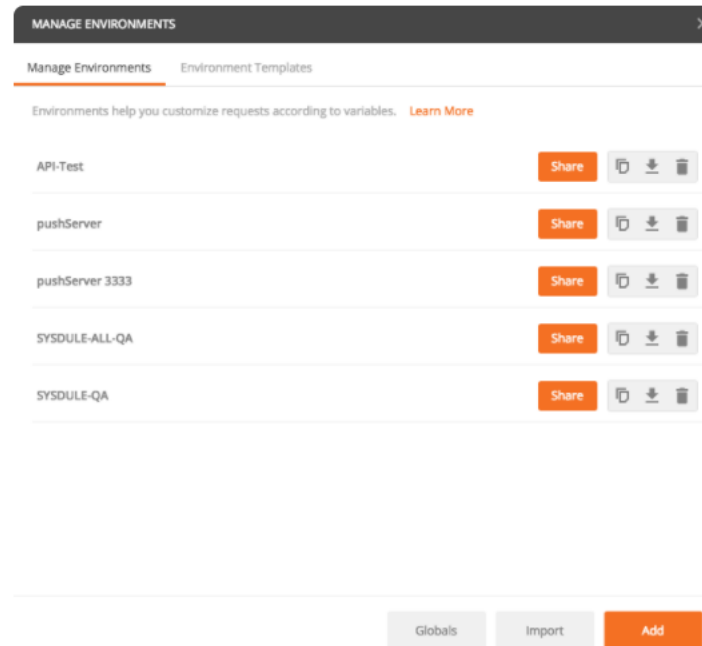 MANAGE ENVIRONMENTS
Manage Environments Environment Templates
Environments help you customize requests according to variables. Learn More
API-Test Share
pushServer Share
pushServer 3333 Share
SYSDULE-ALL-QA Share
SYSDULE-QA Share
Globals Import Add